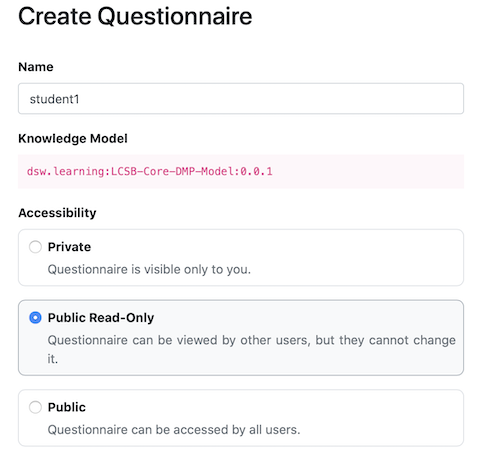 Create Questionnaire
Name
student1
Knowledge Model
dsw.learning:LCSB-Core-DMP-Model:0.0.1
Accessibility
Private
Questionnaire is visible only to you.
Public Read-Only
Questionnaire can be viewed by other users, but they cannot change
it.
Public
Questionnaire can be accessed by all users.